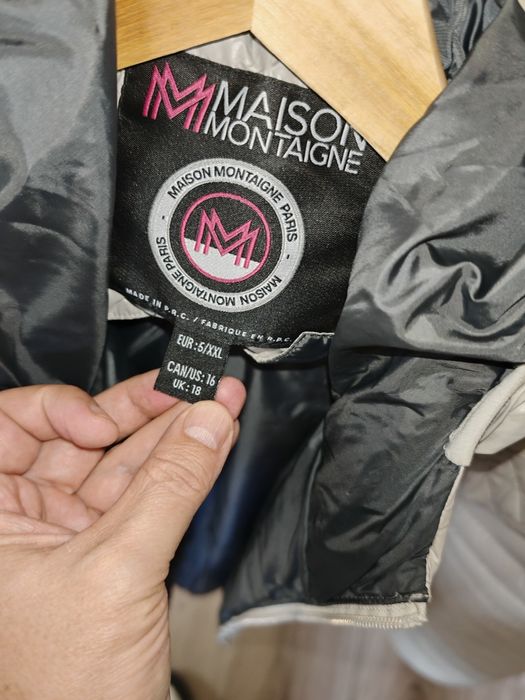 MAISON
MONTAIGNE
MAISON MONTAIGNE PARIS
MAISON MONTAIGNE PARIS
MADE IN P.R.C. / FABRIQUE EN R.P.C.
EUR : 5/XXL
CAN/US: 16
UK : 18